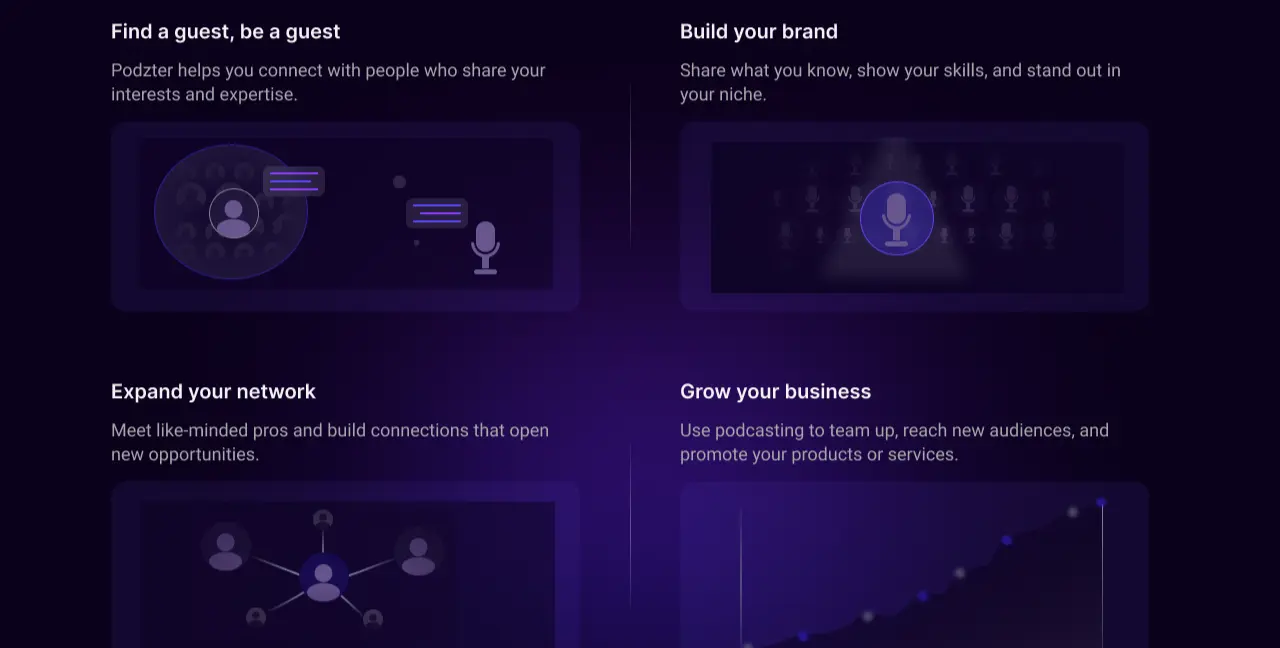 Find a guest, be a guest
Podzter helps you connect with people who share your
interests and expertise.
Build your brand
Share what you know, show your skills, and stand out in
your niche.
Expand your network
Meet like-minded pros and build connections that open
new opportunities.
Grow your business
Use podcasting to team up, reach new audiences, and
promote your products or services.